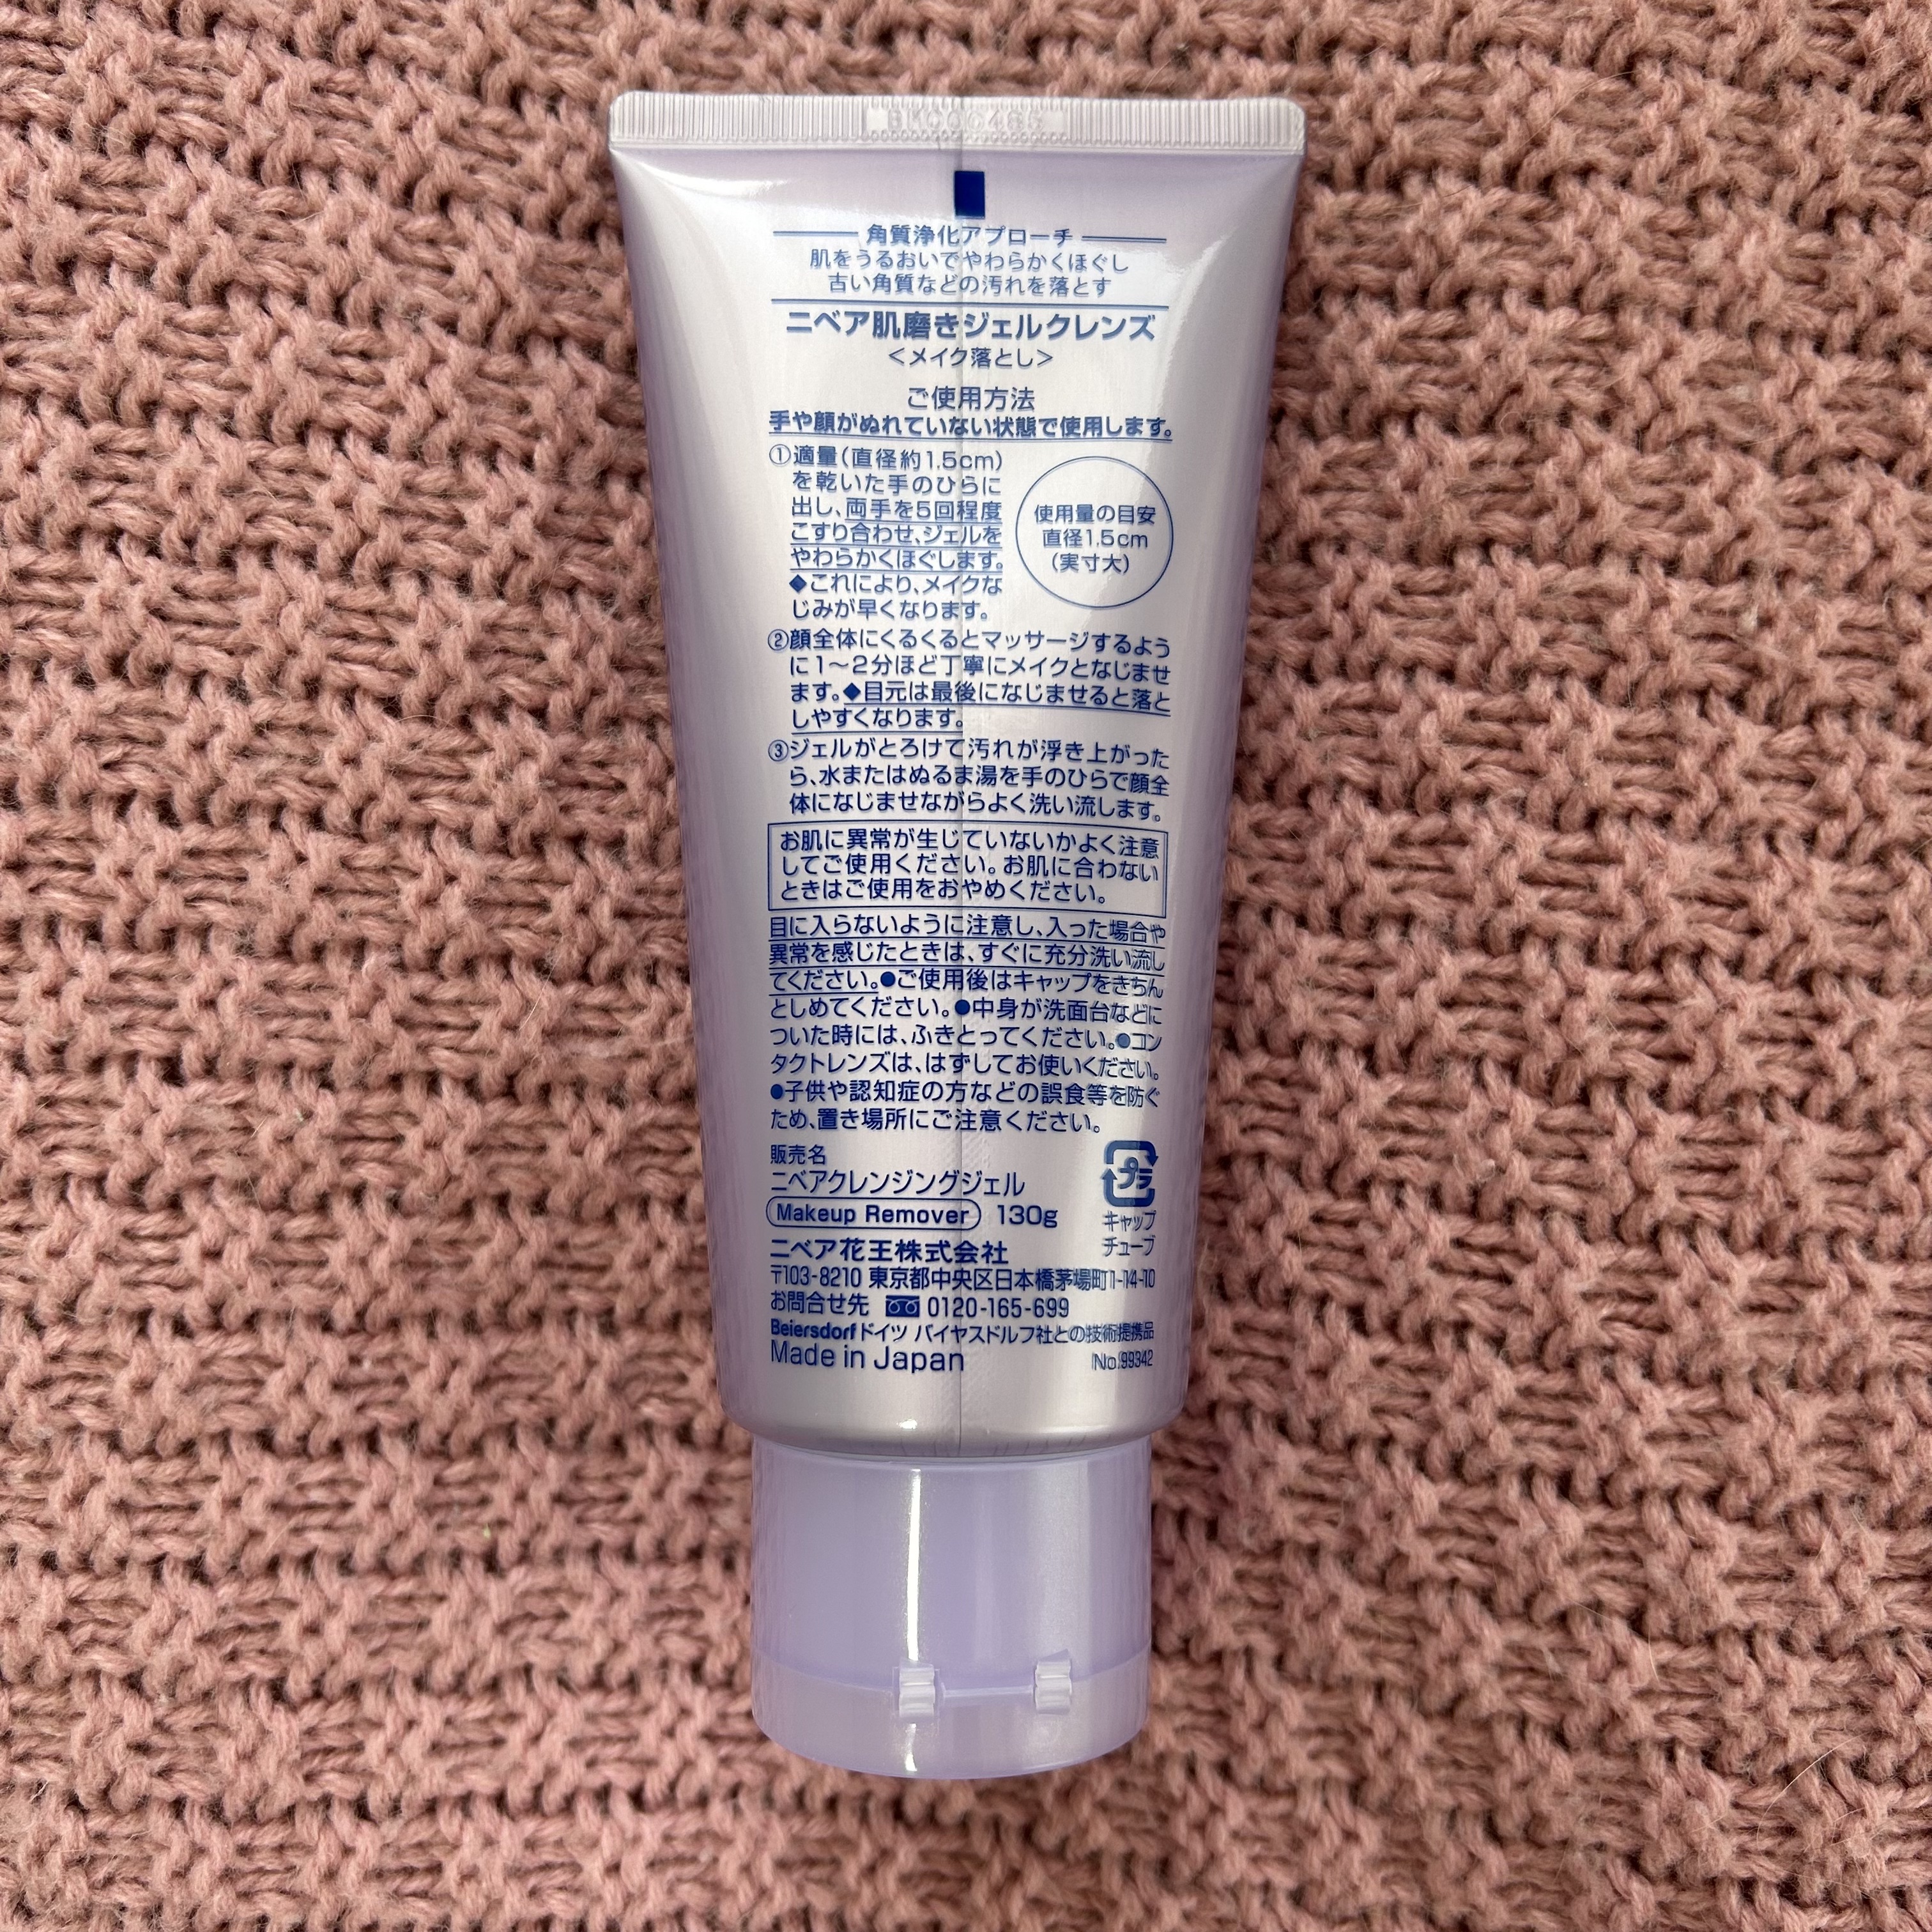 角質浄化アプローチ
肌をうるおいでやわらかくほぐし
古い角質などの汚れを落とす
ニベア肌磨きジェルクレンズ
<メイク落とし>
ご使用方法
手や顔がぬれていない状態で使用します。
①適量(直径約1.5cm)
を乾いた手のひらに
出し、両手を5回程度
こすり合わせ、ジェルを
やわらかくほぐします。
◆これにより、メイクな
じみが早くなります。
使用量の目安
直径1.5cm
(実寸大)
②顔全体にくるくるとマッサージするよう
に1〜2分ほど丁寧にメイクとなじませ
ます。◆目元は最後になじませると落と
しやすくなります。
③ジェルがとろけて汚れが浮き上がった
ら、水またはぬるま湯を手のひらで顔全
体になじませながらよく洗い流します。
お肌に異常が生じていないかよく注意
してご使用ください。お肌に合わない
ときはご使用をおやめください。
目に入らないように注意し、入った場合や
異常を感じたときは、すぐに充分洗い流し
てください。●ご使用後はキャップをきちん
としめてください。●中身が洗面台などに
ついた時には、ふきとってください。●コン
タクトレンズは、はずしてお使いください。
●子供や認知症の方などの誤食等を防ぐ
ため、置き場所にご注意ください。
販売名
ニベアクレンジングジェル
Makeup Remover 130g
プラ
キャップ
チューブ
ニベア花王株式会社
〒103-8210 東京都中央区日本橋茅場町1-14-10
お問合せ先 0120-165-699
Beiersdorfドイツ バイヤスドルフ社との技術提携品
Made in Japan
No.99342